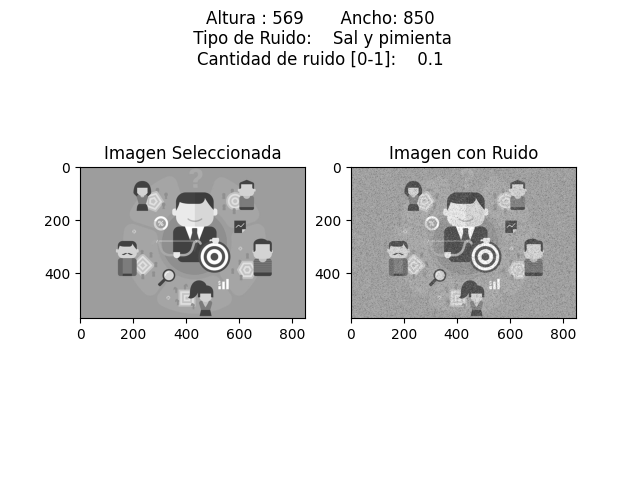 Altura : 569 Ancho: 850
Tipo de Ruido: Sal y pimienta
Cantidad de ruido [0-1]: 0.1
Imagen Seleccionada Imagen con Ruido
0 0
200 200
400 400
0 200 400 600 800 0 200 400 600 800